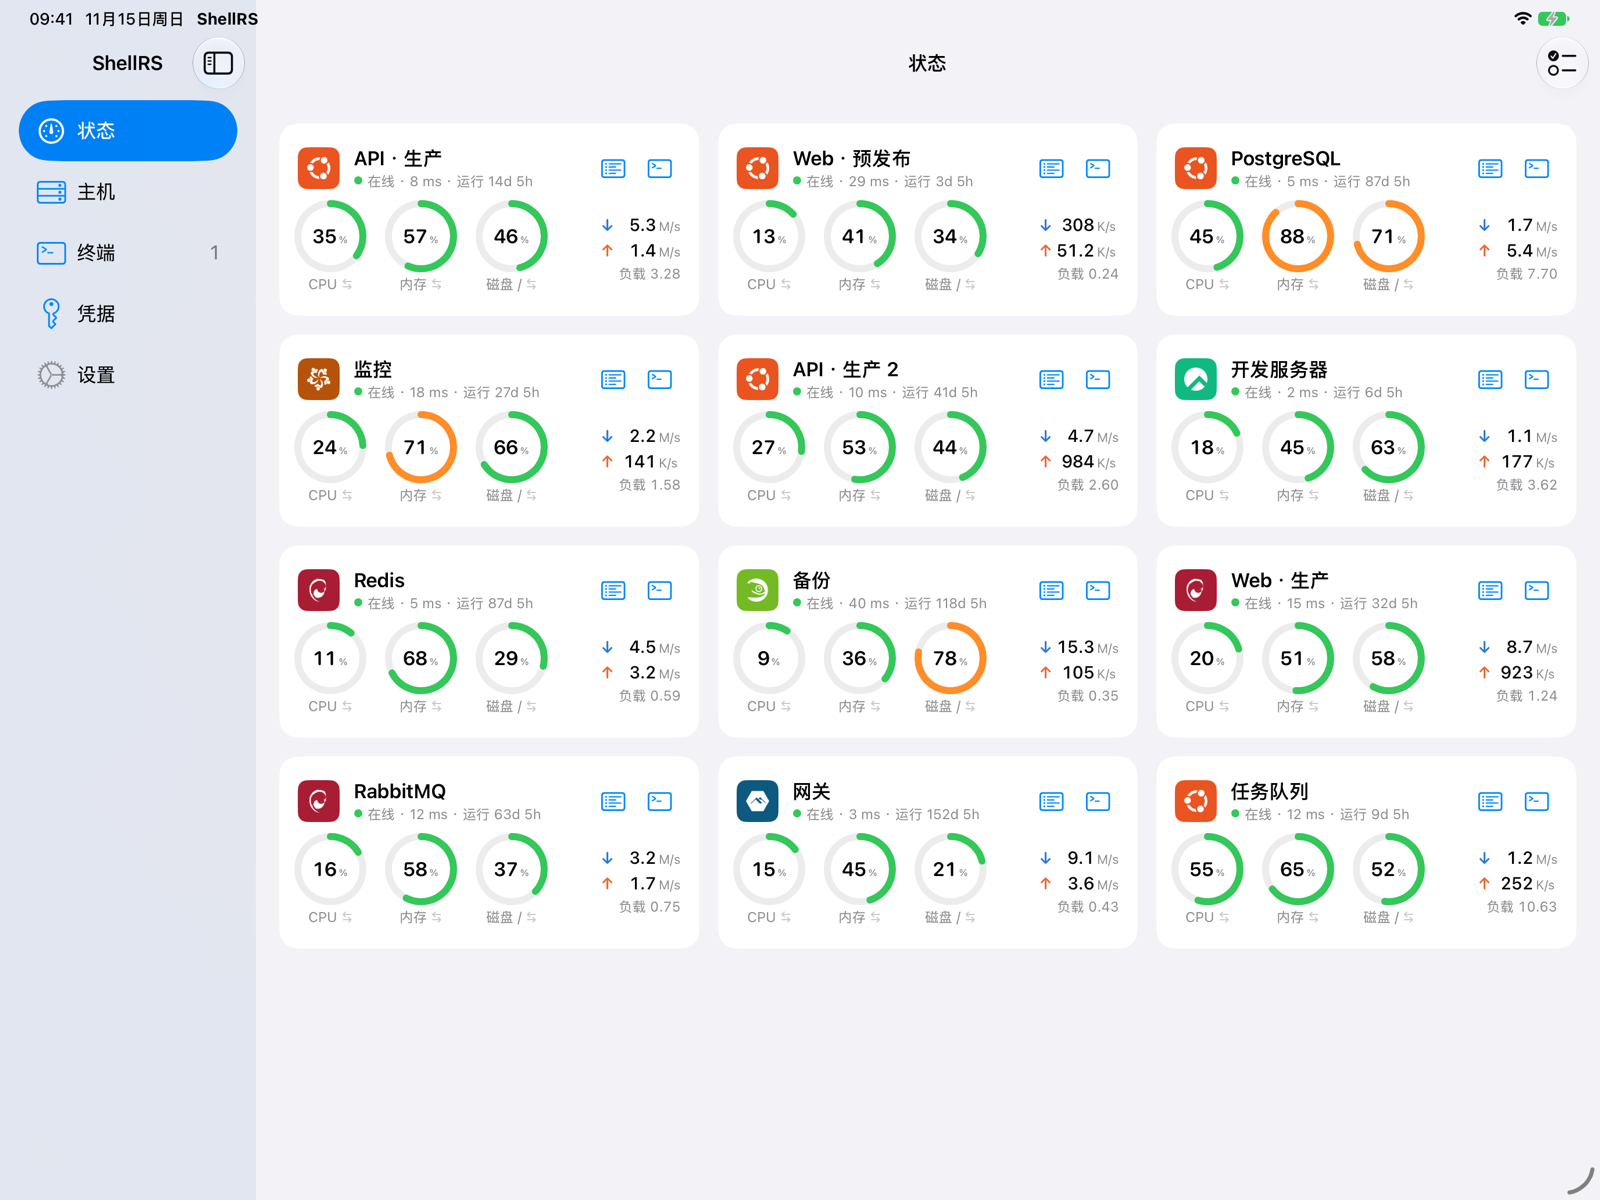 09:41 11月15日周日 ShellRS
ShellRS
状态
主机
终端 1
凭据
设置
状态
API · 生产
在线 · 8 ms · 运行 14d 5h
35% 57% 46%
CPU 内存 磁盘 /
5.3 M/s
1.4 M/s
负载 3.28
Web · 预发布
在线 · 29 ms · 运行 3d 5h
13% 41% 34%
CPU 内存 磁盘 /
308 K/s
51.2 K/s
负载 0.24
PostgreSQL
在线 · 5 ms · 运行 87d 5h
45% 88% 71%
CPU 内存 磁盘 /
1.7 M/s
5.4 M/s
负载 7.70
监控
在线 · 18 ms · 运行 27d 5h
24% 71% 66%
CPU 内存 磁盘 /
2.2 M/s
141 K/s
负载 1.58
API · 生产 2
在线 · 10 ms · 运行 41d 5h
27% 53% 44%
CPU 内存 磁盘 /
4.7 M/s
984 K/s
负载 2.60
开发服务器
在线 · 2 ms · 运行 6d 5h
18% 45% 63%
CPU 内存 磁盘 /
1.1 M/s
177 K/s
负载 3.62
Redis
在线 · 5 ms · 运行 87d 5h
11% 68% 29%
CPU 内存 磁盘 /
4.5 M/s
3.2 M/s
负载 0.59
备份
在线 · 40 ms · 运行 118d 5h
9% 36% 78%
CPU 内存 磁盘 /
15.3 M/s
105 K/s
负载 0.35
Web · 生产
在线 · 15 ms · 运行 32d 5h
20% 51% 58%
CPU 内存 磁盘 /
8.7 M/s
923 K/s
负载 1.24
RabbitMQ
在线 · 12 ms · 运行 63d 5h
16% 58% 37%
CPU 内存 磁盘 /
3.2 M/s
1.7 M/s
负载 0.75
网关
在线 · 3 ms · 运行 152d 5h
15% 45% 21%
CPU 内存 磁盘 /
9.1 M/s
3.6 M/s
负载 0.43
任务队列
在线 · 12 ms · 运行 9d 5h
55% 65% 52%
CPU 内存 磁盘 /
1.2 M/s
252 K/s
负载 10.63